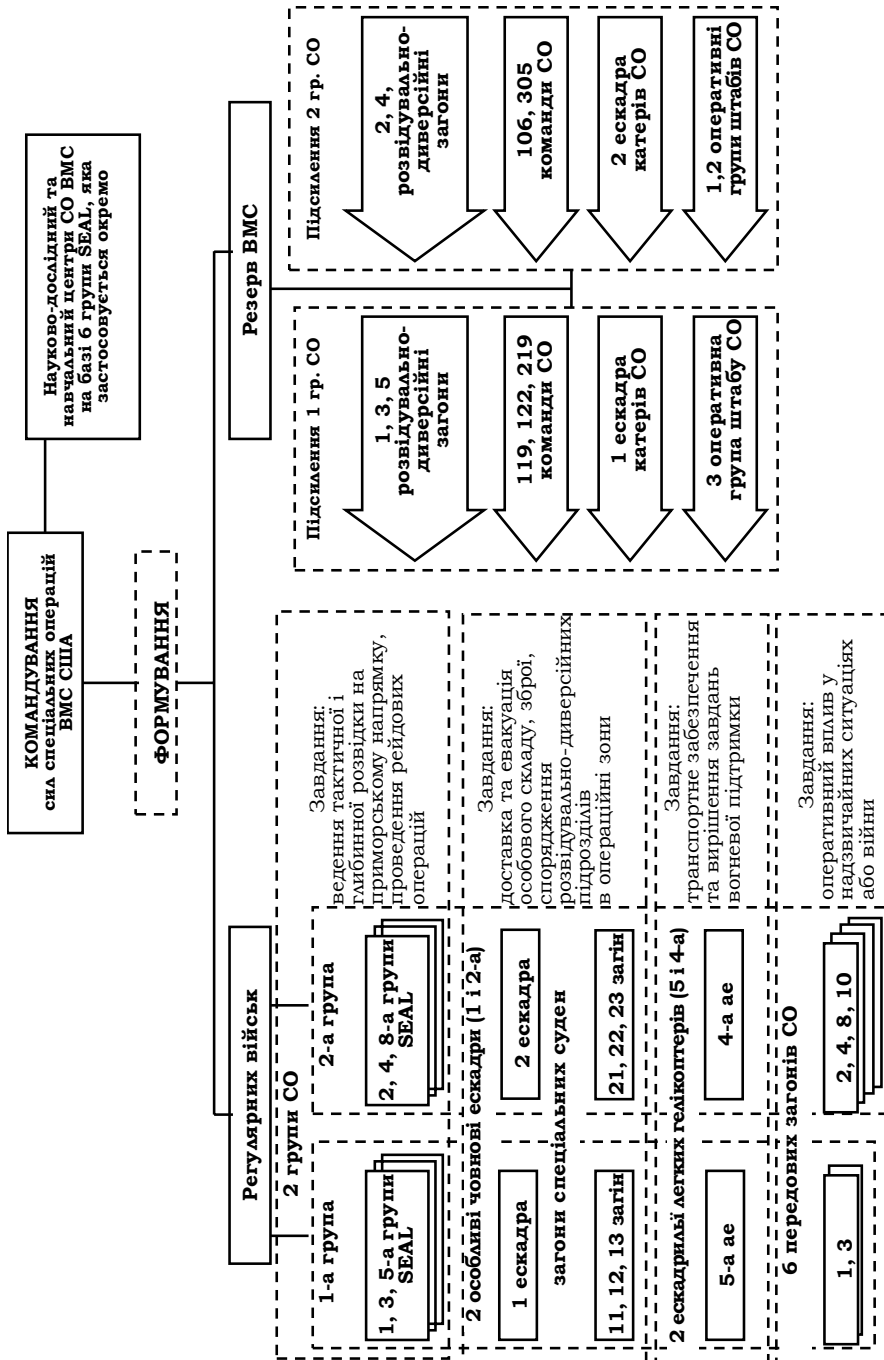 КОМАНДУВАННЯ
сил спеціальних операцій
ВМС США
Науково-дослідний та
навчальний центри СО ВМС
на базі 6 групи SEAL, яка
застосовується окремо
ФОРМУВАННЯ
Регулярних військ
Резерв ВМС
2 групи СО
1-а група
2-а група
1, 3, 5-а групи
SEAL
2, 4, 8-а групи
SEAL
Завдання:
ведення тактичної і
глибинної розвідки на
приморському напрямку,
проведення рейдових
операцій
2 особливі човнові ескадри (1 і 2-а)
1 ескадра
2 ескадра
загони спеціальних суден
11, 12, 13 загін
21, 22, 23 загін
Завдання:
доставка та евакуація
особового складу, зброї,
спорядження
розвідувально-диверсійних
підрозділів
в операційні зони
2 ескадрильї легких гелікоптерів (5 і 4-а)
5-а ае
4-а ае
Завдання:
транспортне забезпечення
та вирішення завдань
вогневої підтримки
6 передових загонів СО
1, 3
2, 4, 8, 10
Завдання:
оперативний вплив у
надзвичайних ситуаціях
або війни
Підсилення 1 гр. СО
1, 3, 5
розвідувально-
диверсійні
загони
119, 122, 219
команди СО
1 ескадра
катерів СО
3 оперативна
група штабу СО
Підсилення 2 гр. СО
2, 4,
розвідувально-
диверсійні
загони
106, 305
команди СО
2 ескадра
катерів СО
1,2 оперативні
групи штабів СО